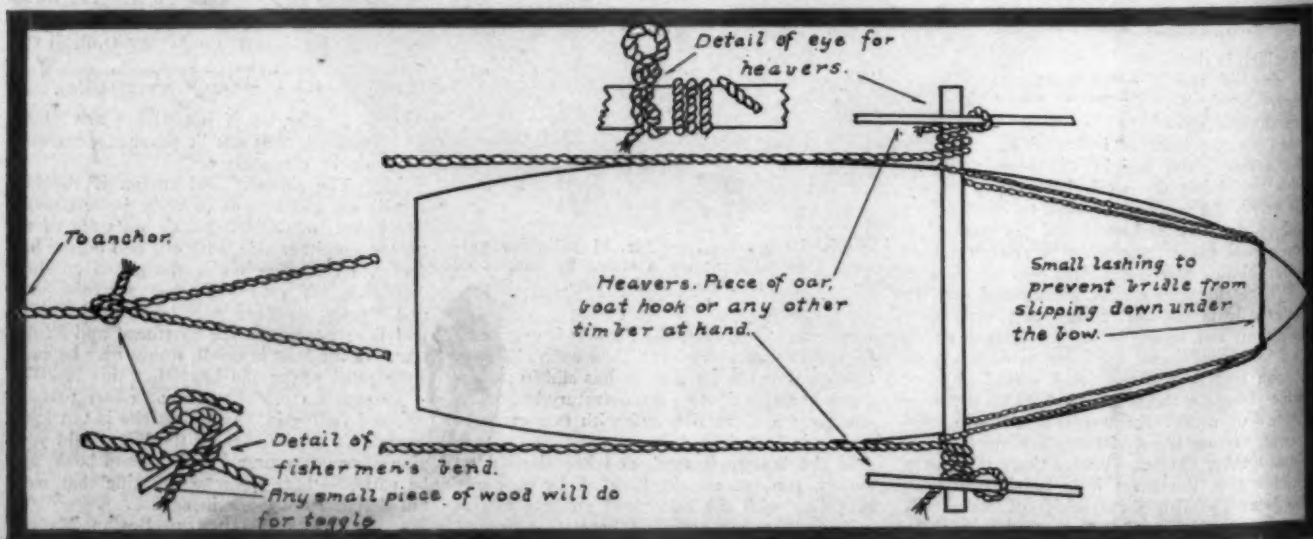 Detail of eye for
heavers.
To anchor.
Heavers. Piece of oar,
boat hook or any other
timber at hand.
Small lashing to
prevent bridle from
slipping down under
the bow.
Detail of
fishermen's bend.
Any small piece of wood will do
for toggle